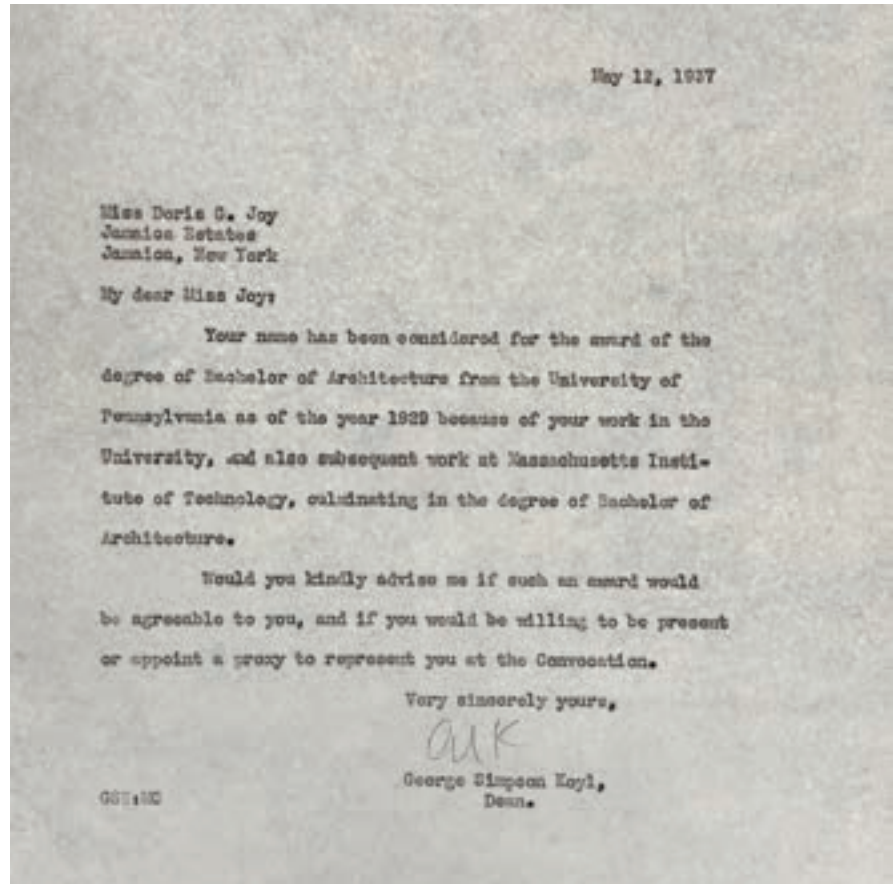 May 12, 1937
Miss Doris G. Joy
Jamaica Estates
Jamaica, New York
My dear Miss Joy:
Your name has been considered for the award of the
degree of Bachelor of Architecture from the University of
Pennsylvania as of the year 1929 because of your work in the
University, and also subsequent work at Massachusetts Insti-
tute of Technology, culminating in the degree of Bachelor of
Architecture.
Would you kindly advise me if such an award would
be agreeable to you, and if you would be willing to be present
or appoint a proxy to represent you at the Convocation.
Very sincerely yours,
George Simpson Koyl,
Dean.